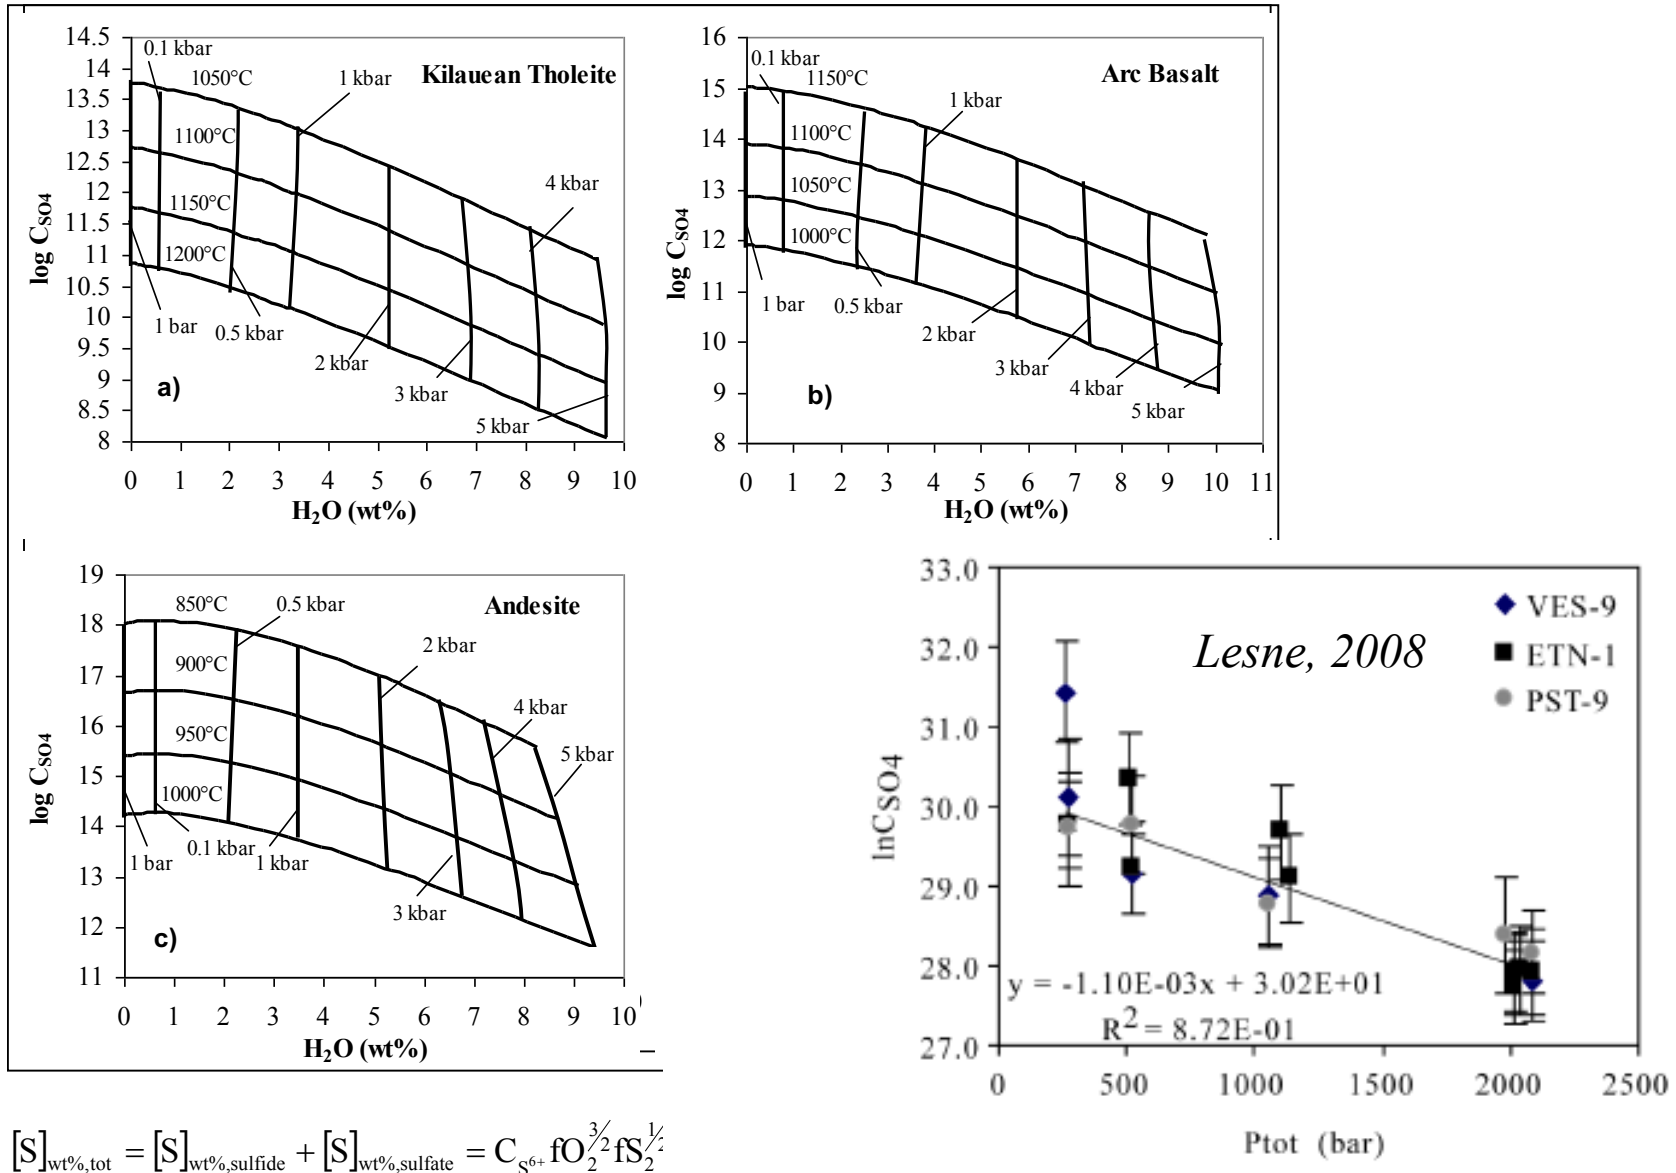 14.5
14
13.5
13
12.5
12
11.5
11
10.5
10
9.5
9
8.5
8
log C_SO4
0.1 kbar
1050°C
1 kbar
Kilauean Tholeite
1100°C
1150°C
1200°C
4 kbar
1 bar
0.5 kbar
2 kbar
3 kbar
5 kbar
a)
0 1 2 3 4 5 6 7 8 9 10
H₂O (wt%)
16
15
14
13
12
11
10
9
8
log C_SO4
0.1 kbar
1150°C
1 kbar
Arc Basalt
1100°C
1050°C
1000°C
1 bar
0.5 kbar
2 kbar
3 kbar
4 kbar
5 kbar
b)
0 1 2 3 4 5 6 7 8 9 10 11
H₂O (wt%)
19
18
17
16
15
14
13
12
11
log C_SO4
850°C
0.5 kbar
Andesite
900°C
2 kbar
950°C
4 kbar
5 kbar
1000°C
1 bar
0.1 kbar
1 kbar
3 kbar
c)
0 1 2 3 4 5 6 7 8 9 10
H₂O (wt%)
33.0
32.0
31.0
30.0
29.0
28.0
27.0
lnC_SO4
Lesne, 2008
VES-9
ETN-1
PST-9
y = -1.10E-03x + 3.02E+01
R² = 8.72E-01
0 500 1000 1500 2000 2500
Ptot (bar)
[S]_wt%,tot = [S]_wt%,sulfide + [S]_wt%,sulfate = C_S⁶⁺ fO₂^3/2 fS₂^1/2